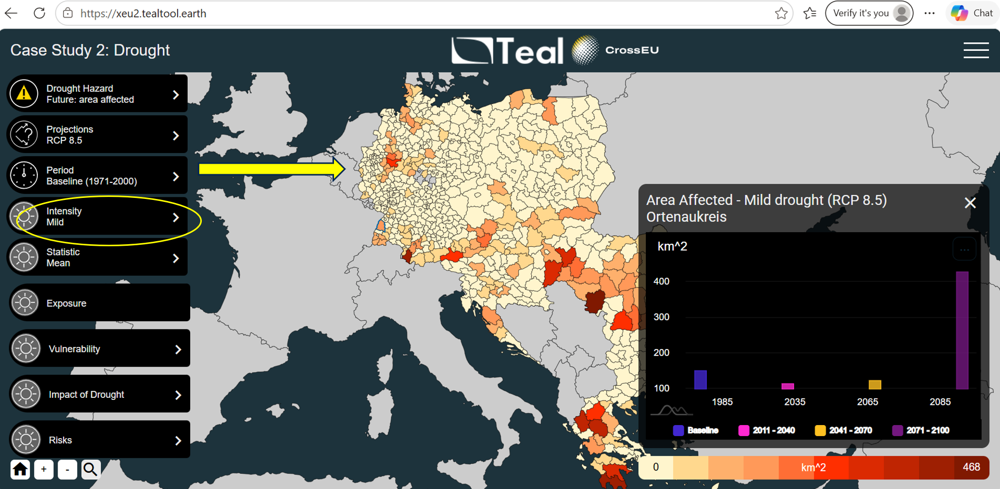 https://xeu2.tealtool.earth
Verify it's you
Chat
Case Study 2: Drought
Teal
CrossEU
Drought Hazard
Future: area affected
Projections
RCP 8.5
Period
Baseline (1971-2000)
Intensity
Mild
Statistic
Mean
Exposure
Vulnerability
Impact of Drought
Risks
+
-
Area Affected - Mild drought (RCP 8.5)
Ortenaukreis
km^2
...
400
300
200
100
1985 2035 2065 2085
Baseline 2011 - 2040 2041 - 2070 2071 - 2100
0 km^2 468